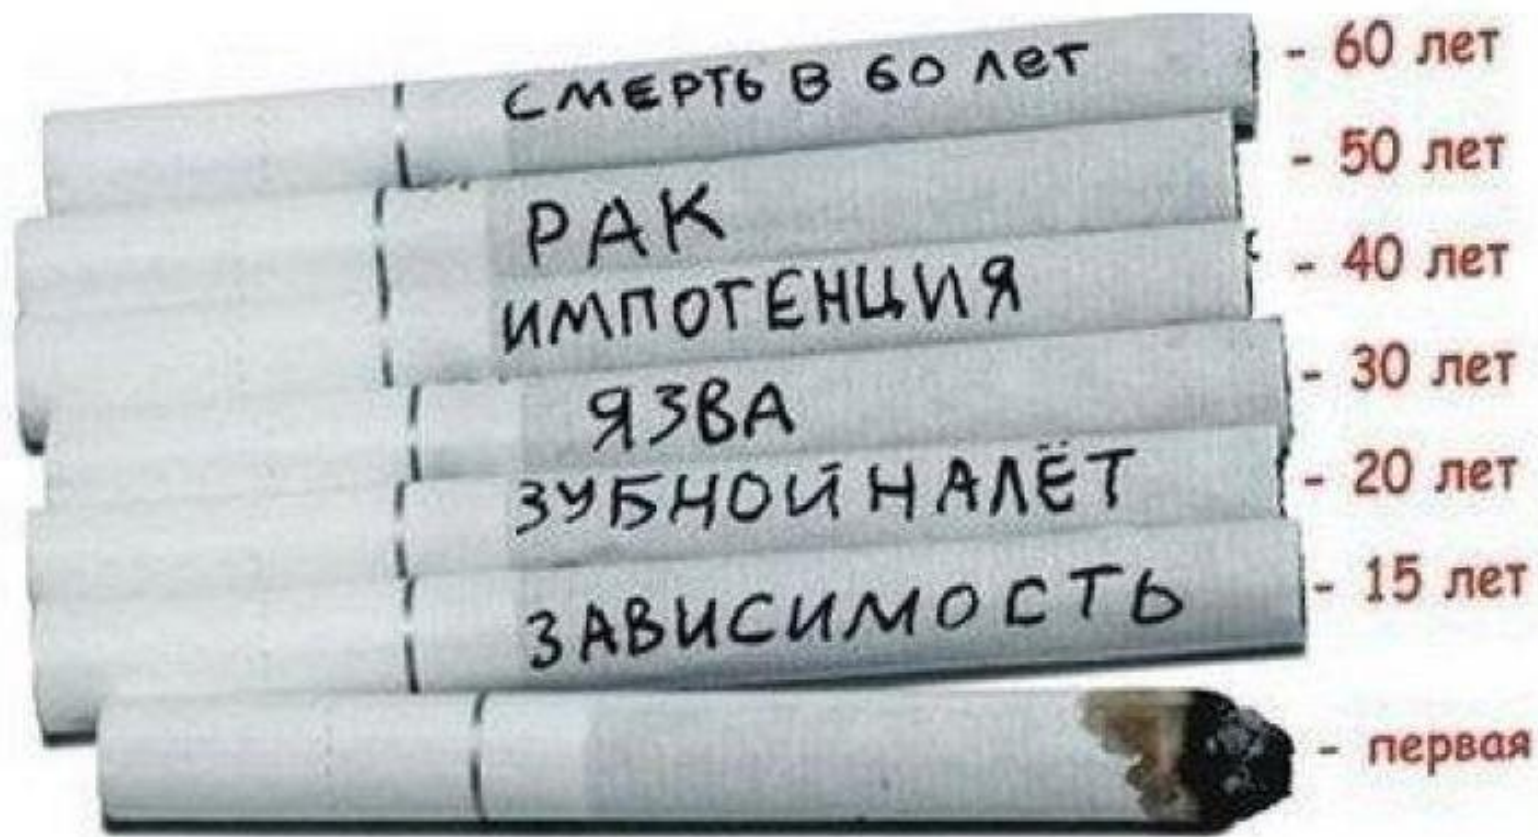 СМЕРТЬ В 60 лет - 60 лет
РАК - 50 лет
ИМПОТЕНЦИЯ - 40 лет
ЯЗВА - 30 лет
ЗУБНОЙ НАЛЁТ - 20 лет
ЗАВИСИМОСТЬ - 15 лет
- первая